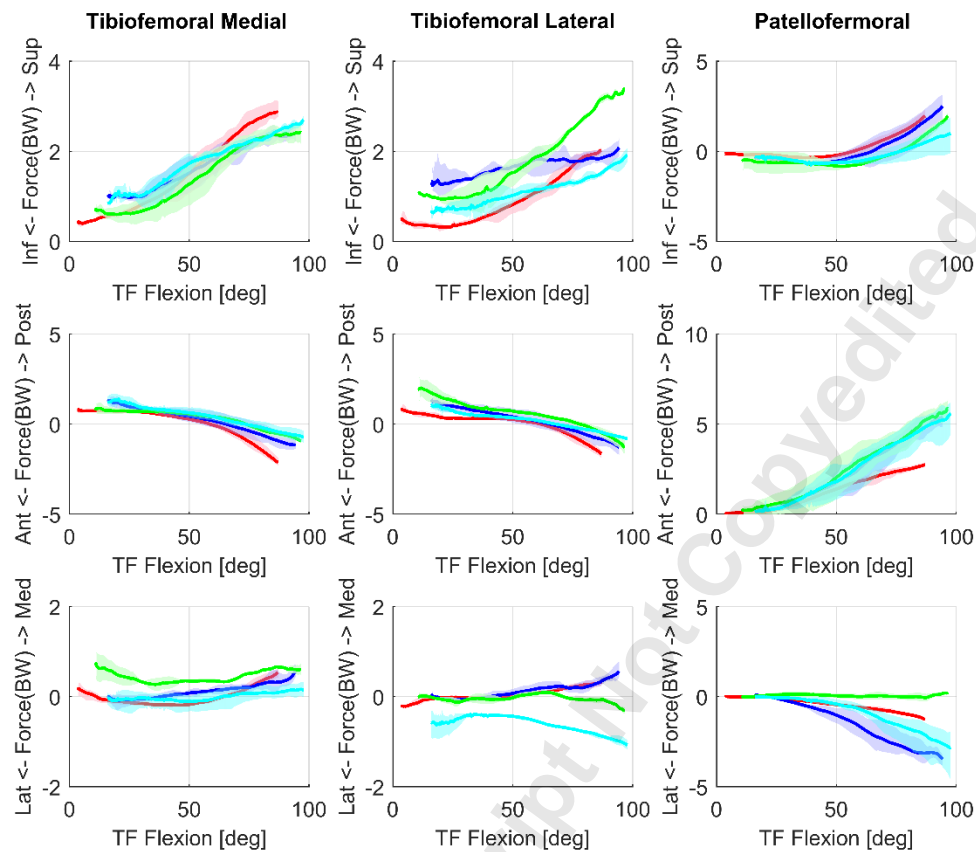 Tibiofemoral Medial
Tibiofemoral Lateral
Patellofermoral
Inf <- Force(BW) -> Sup
4
2
0
0 50 100
TF Flexion [deg]
Inf <- Force(BW) -> Sup
4
2
0
0 50 100
TF Flexion [deg]
Inf <- Force(BW) -> Sup
5
0
-5
0 50 100
TF Flexion [deg]
Ant <- Force(BW) -> Post
5
0
-5
0 50 100
TF Flexion [deg]
Ant <- Force(BW) -> Post
5
0
-5
0 50 100
TF Flexion [deg]
Ant <- Force(BW) -> Post
10
5
0
0 50 100
TF Flexion [deg]
Lat <- Force(BW) -> Med
2
0
-2
0 50 100
TF Flexion [deg]
Lat <- Force(BW) -> Med
2
0
-2
0 50 100
TF Flexion [deg]
Lat <- Force(BW) -> Med
5
0
-5
0 50 100
TF Flexion [deg]
Not Copyedited